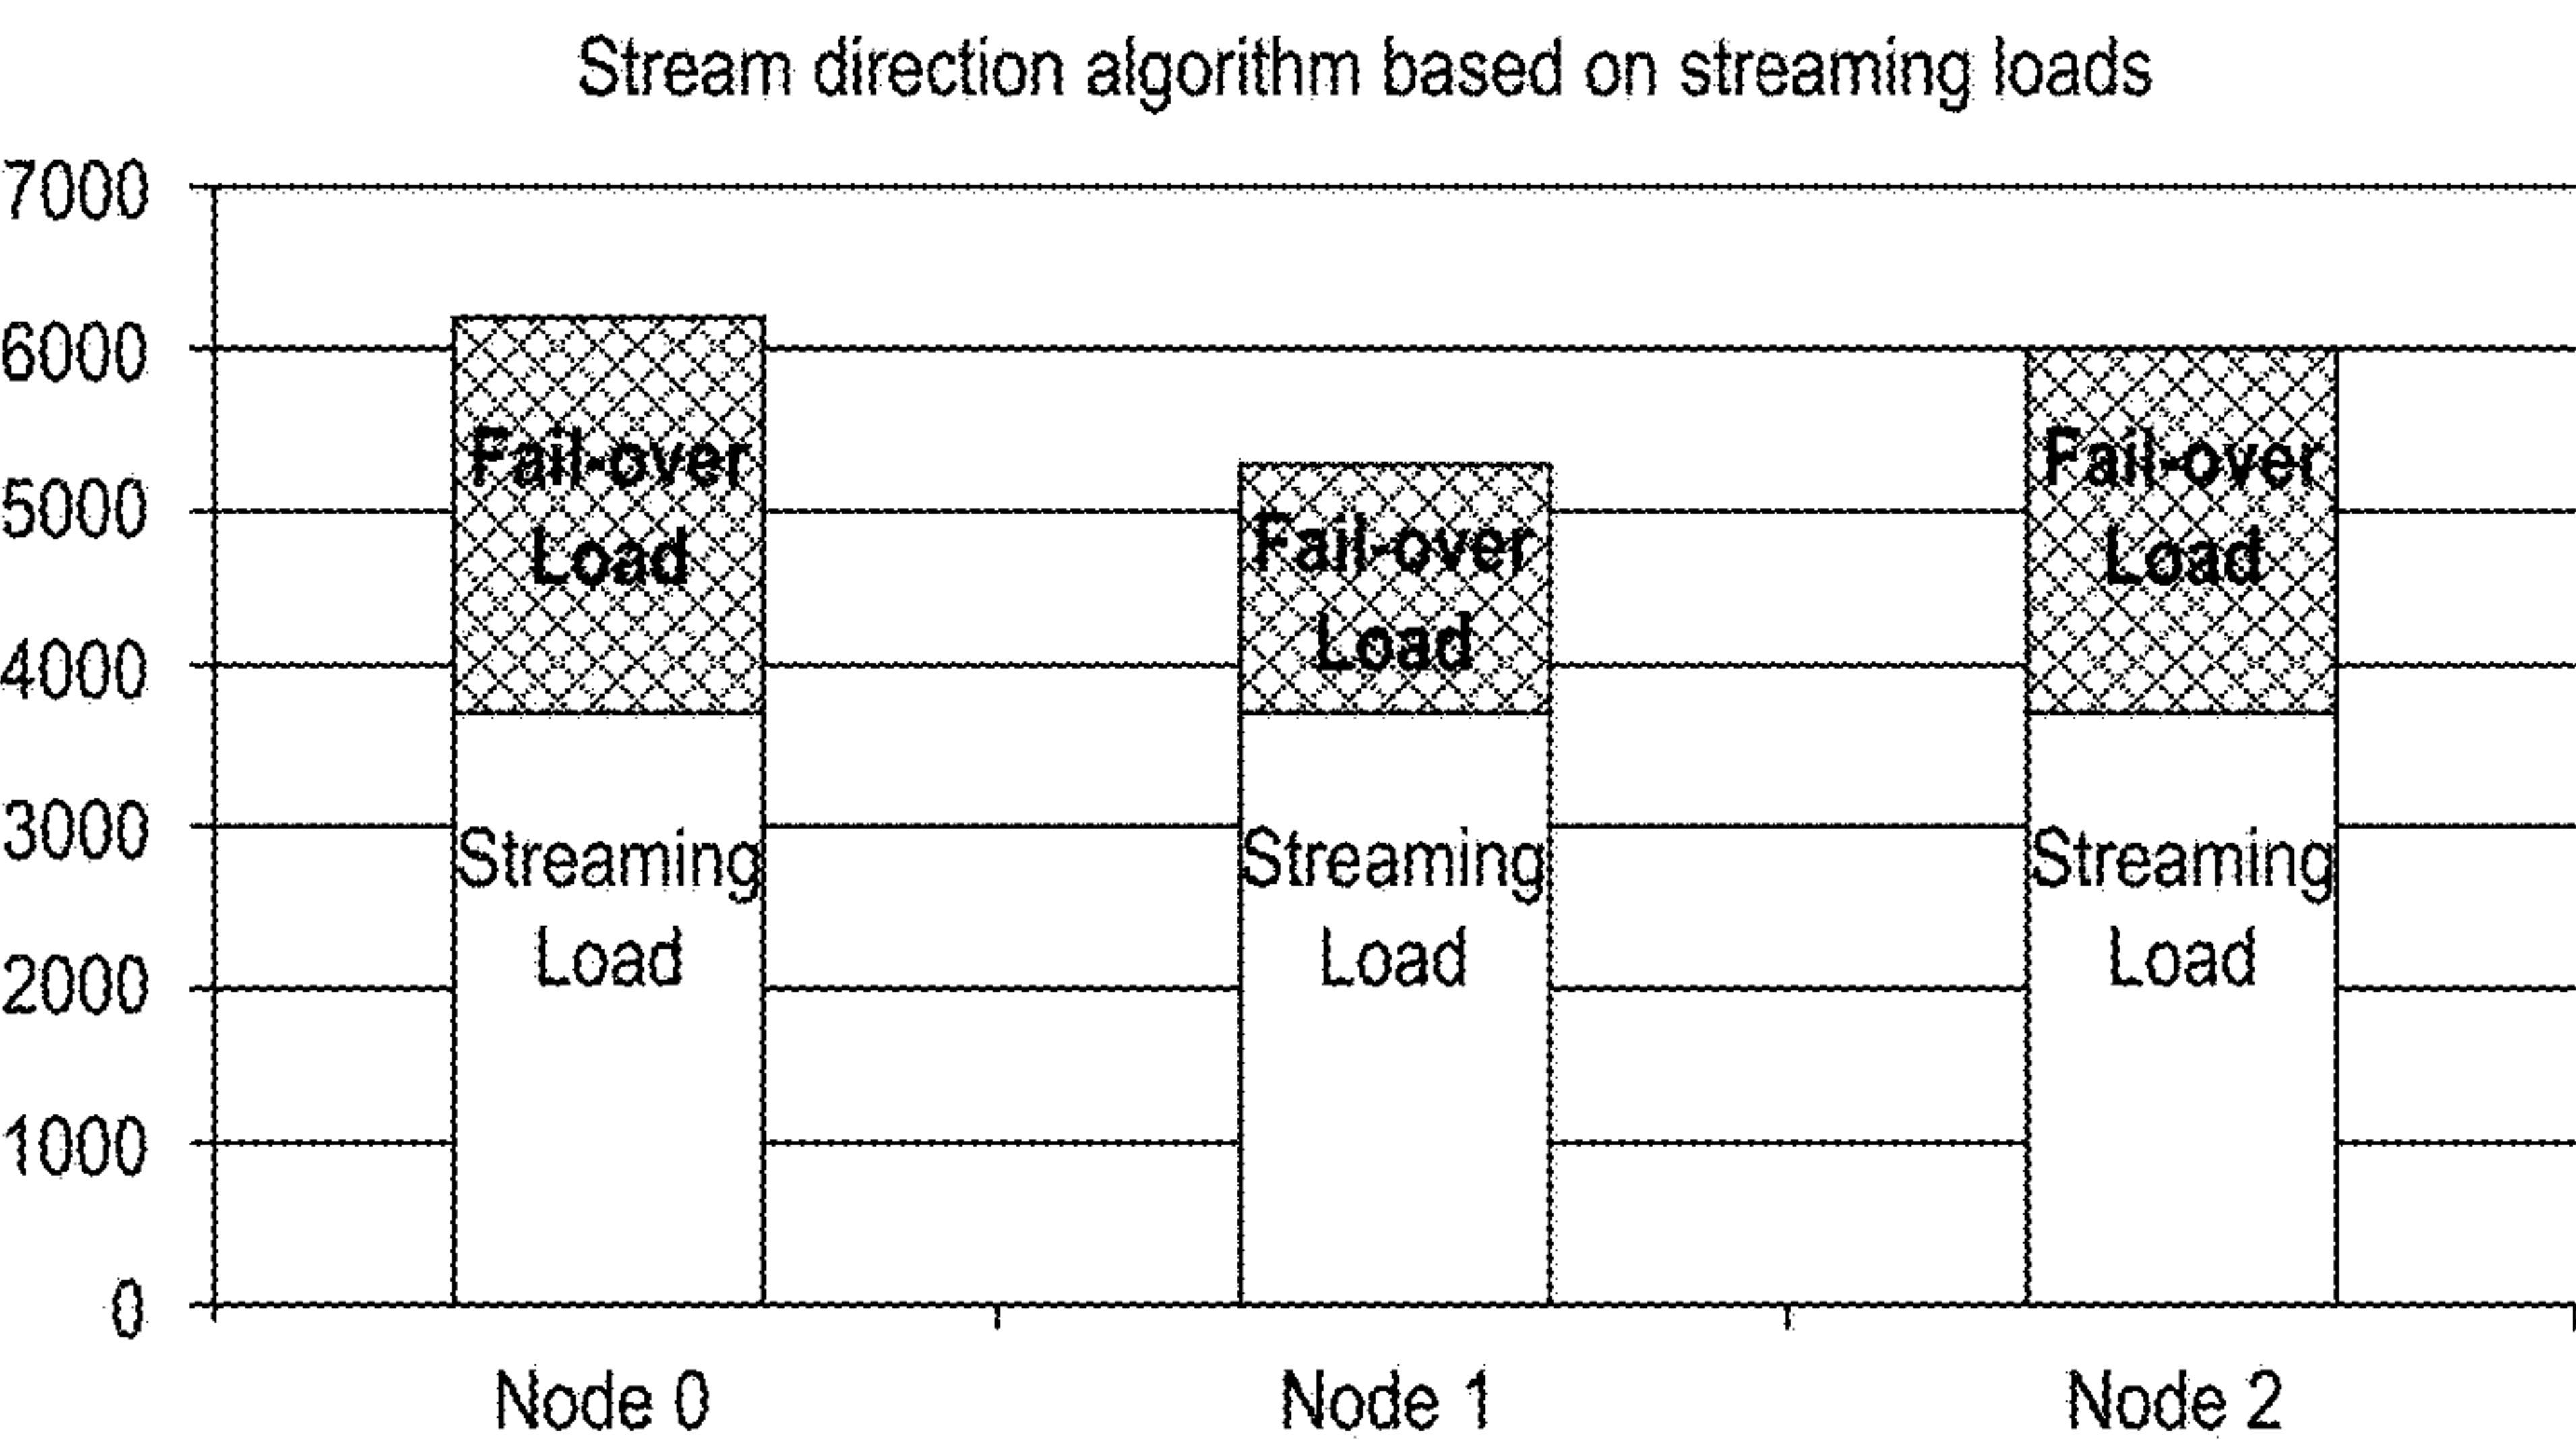 Stream direction algorithm based on streaming loads
7000
6000
5000
4000
3000
2000
1000
0
Fail-over
Load
Streaming
Load
Fail-over
Load
Streaming
Load
Fail-over
Load
Streaming
Load
Node 0
Node 1
Node 2